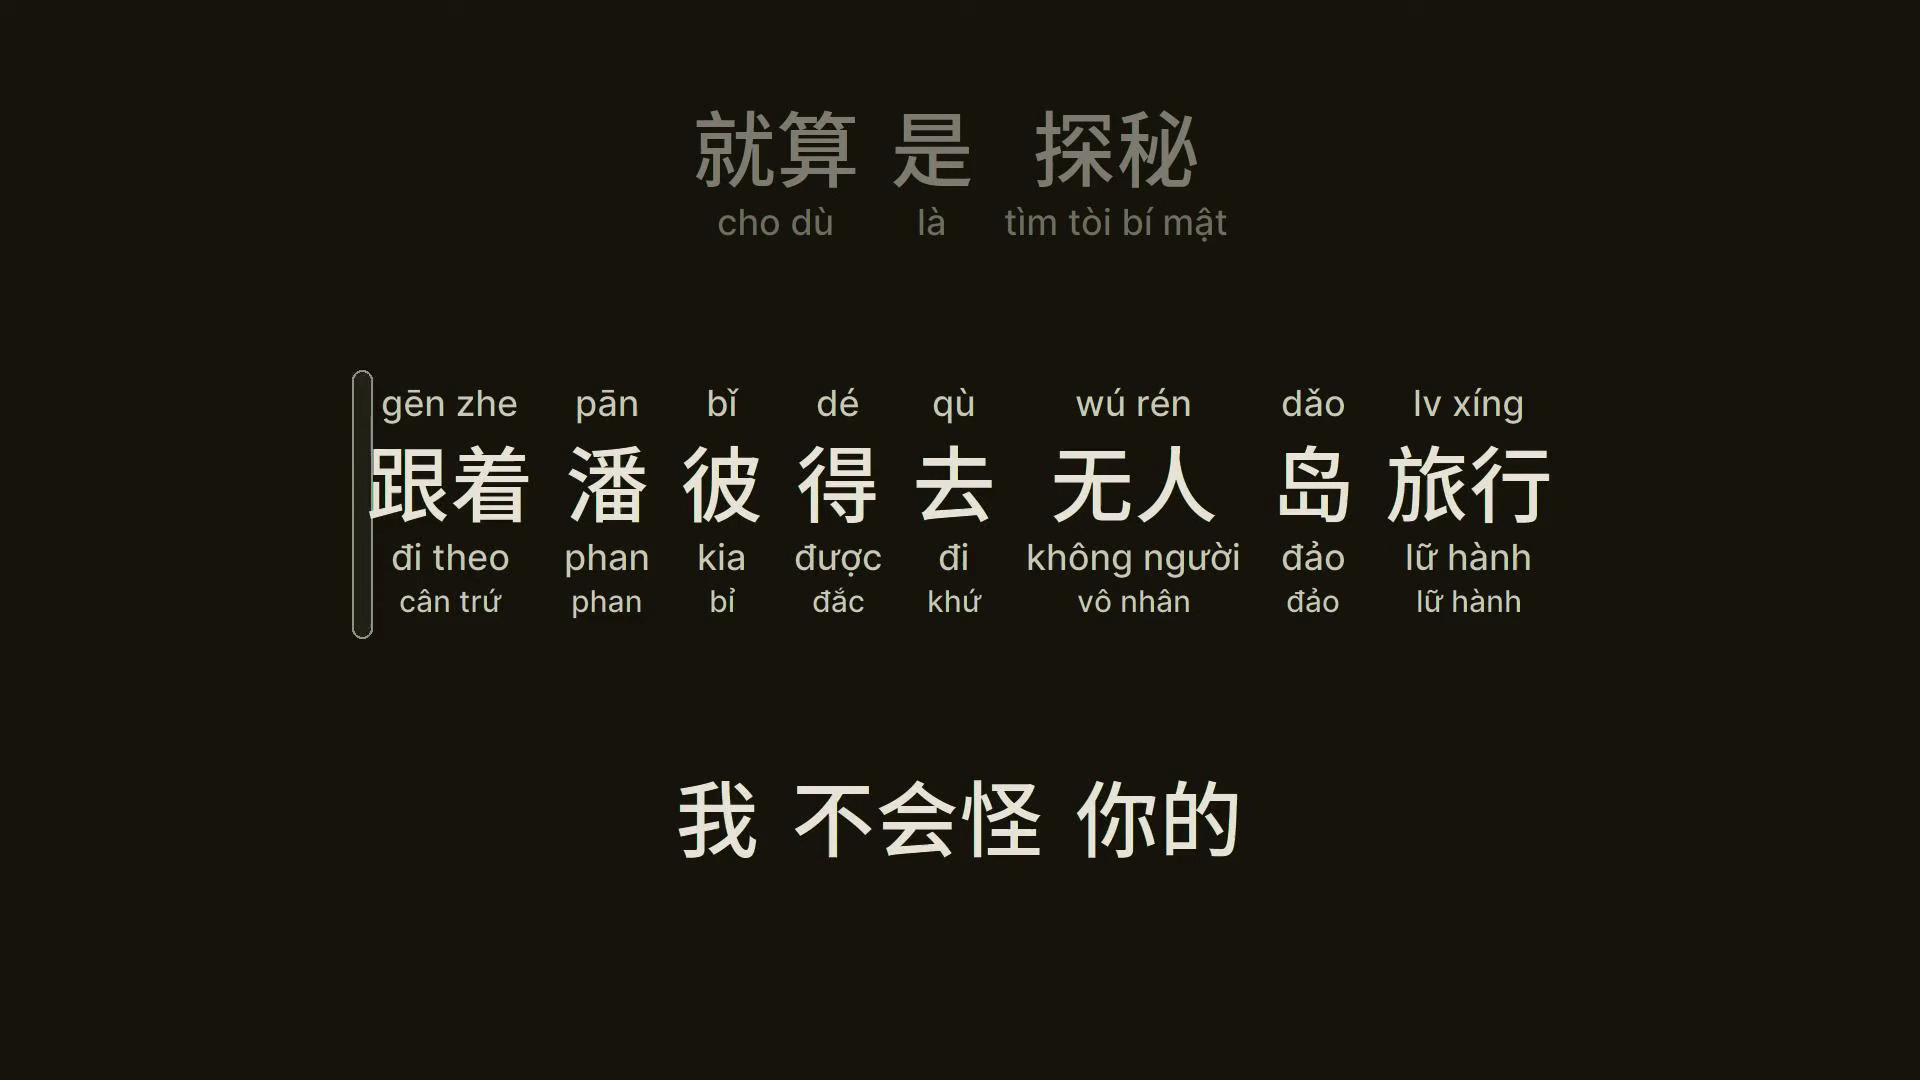 就算 是 探秘
cho dù là tìm tòi bí mật
gēn zhe pān bǐ dé qù wú rén dǎo lv xíng
跟着 潘 彼 得 去 无人 岛 旅行
đi theo phan kia được đi không người đảo lữ hành
cân trứ phan bỉ đắc khứ vô nhân đảo lữ hành
我 不会怪 你的